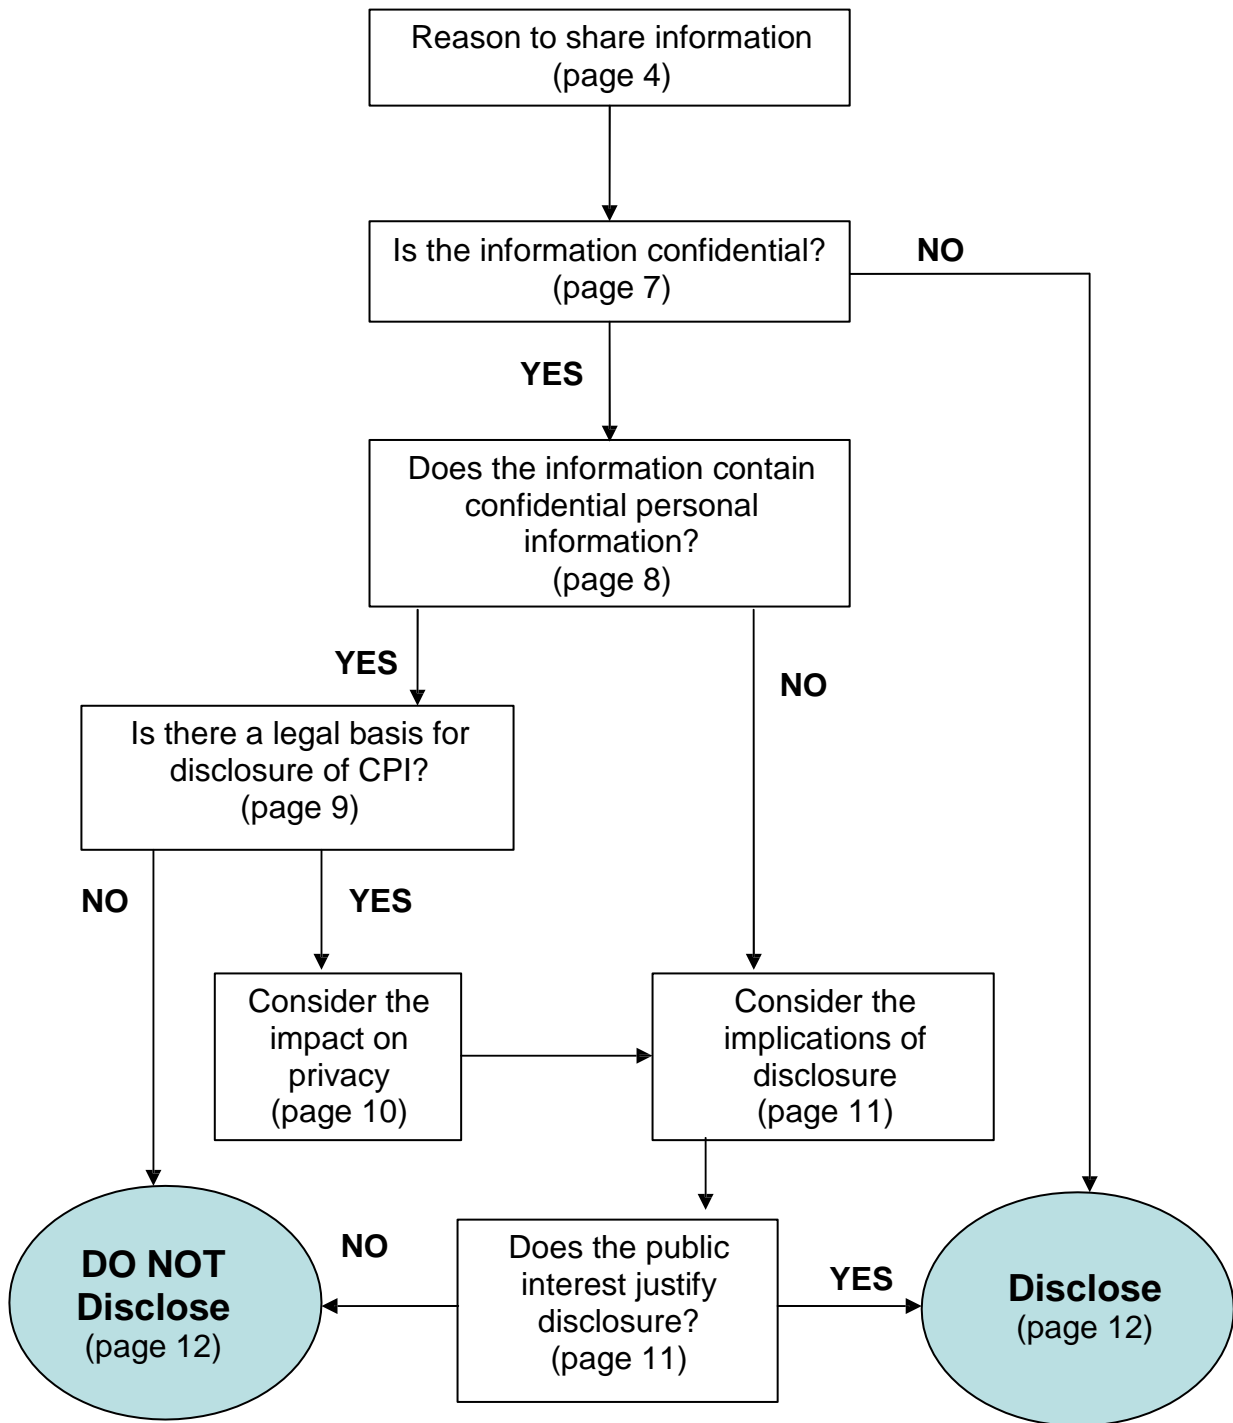 Reason to share information
(page 4)
Is the information confidential?
(page 7)
NO
YES
Does the information contain
confidential personal
information?
(page 8)
YES
NO
Is there a legal basis for
disclosure of CPI?
(page 9)
NO
YES
Consider the
impact on
privacy
(page 10)
Consider the
implications of
disclosure
(page 11)
DO NOT
Disclose
(page 12)
NO
Does the public
interest justify
disclosure?
(page 11)
YES
Disclose
(page 12)